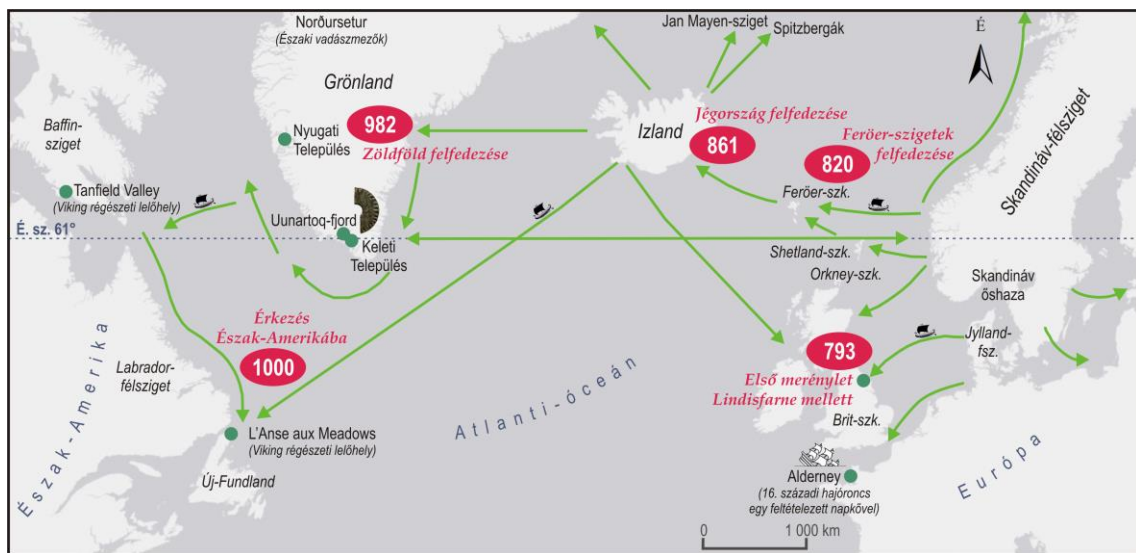 Norðursetur
(Északi vadászmezők)
Jan Mayen-sziget
Spitzbergák
É
Grönland
982
Zöldföld felfedezése
Nyugati
Település
Izland
Jégország felfedezése
861
820
Feröer-szigetek
felfedezése
Skandináv-félsziget
Baffin-
sziget
Tanfield Valley
(Viking régészeti lelőhely)
Feröer-szk.
Uunartoq-fjord
É. sz. 61°
Keleti
Település
Shetland-szk.
Orkney-szk.
Skandináv
őshaza
Érkezés
Észak-Amerikába
1000
793
Jylland-
fsz.
Labrador-
félsziget
Első merénylet
Lindisfarne mellett
Brit-szk.
Észak-Amerika
Atlanti-óceán
Európa
L'Anse aux Meadows
(Viking régészeti lelőhely)
Új-Fundland
Alderney
(16. századi hajóroncs
egy feltételezett napkővel)
0 1 000 km